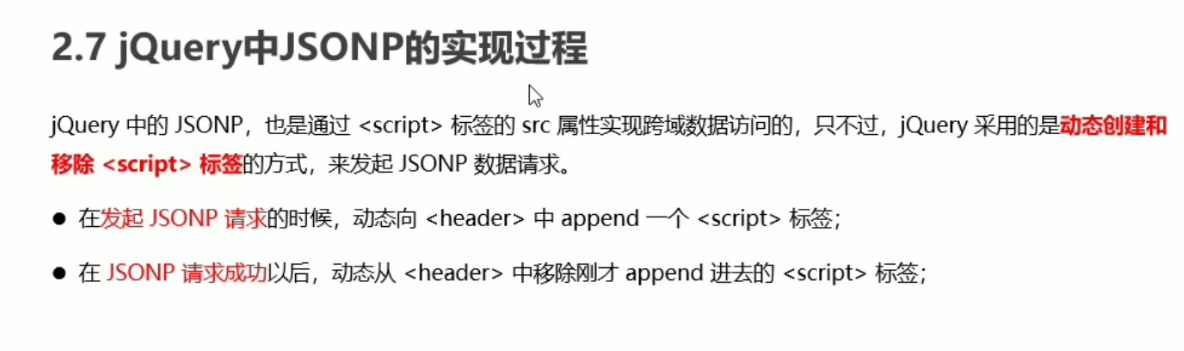 2.7 jQuery中JSONP的实现过程
jQuery 中的 JSONP，也是通过 <script> 标签的 src 属性实现跨域数据访问的，只不过，jQuery 采用的是动态创建和
移除 <script> 标签的方式，来发起 JSONP 数据请求。
● 在发起 JSONP 请求的时候，动态向 <header> 中 append 一个 <script> 标签；
● 在 JSONP 请求成功以后，动态从 <header> 中移除刚才 append 进去的 <script> 标签；